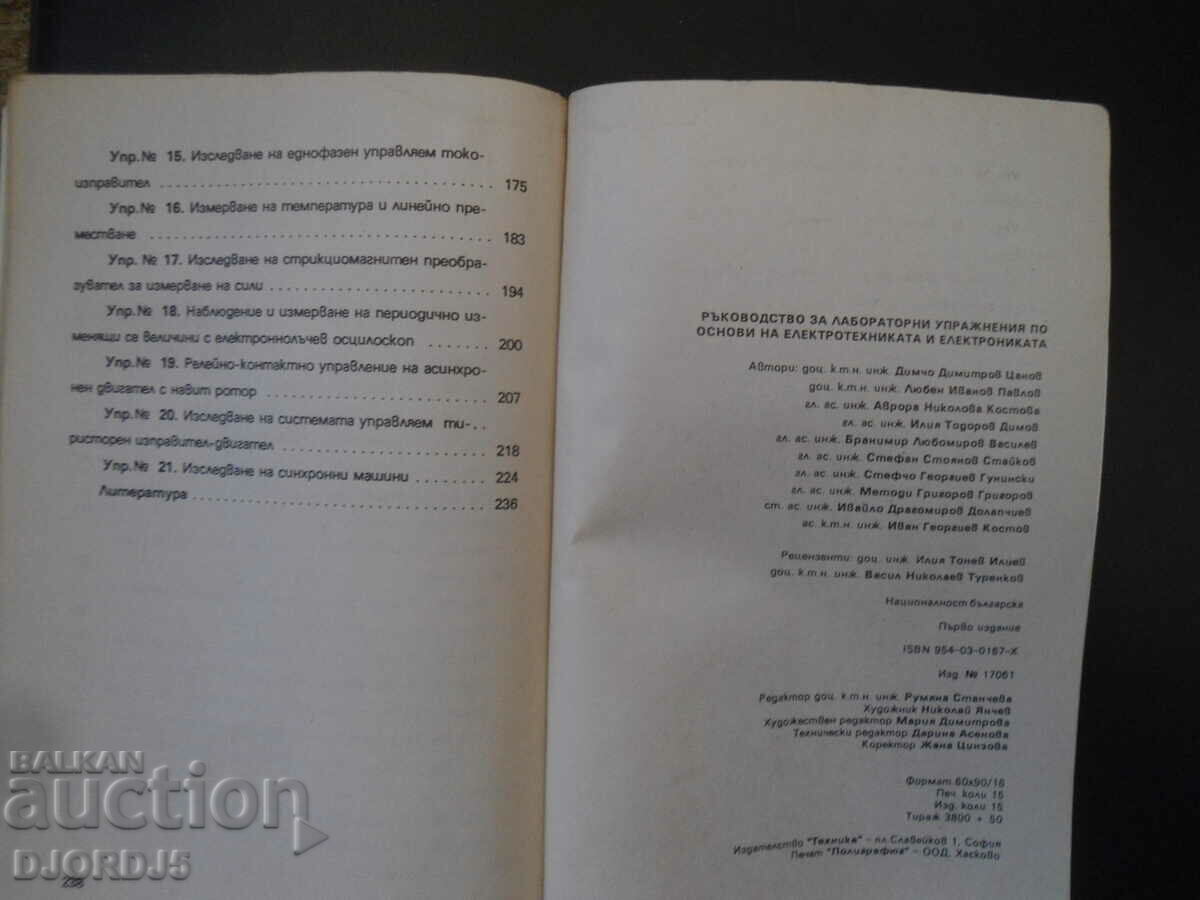 Упр.№ 15. Изследване на еднофазен управляем токо-
изправител . . . . . . . . . . . . . . . . . . . . . . . . . . . . . . . . . . 175
Упр.№ 16. Измерване на температура и линейно пре-
местване . . . . . . . . . . . . . . . . . . . . . . . . . . . . . . . . . . . 183
Упр. № 17. Изследване на стрикциомагнитен преобра-
зувател за измерване на сили . . . . . . . . . . . . . . . . . . . . . . 194
Упр.№ 18. Наблюдение и измерване на периодично из-
менящи се величини с електроннолъчев осцилоскоп . . . . . . . 200
Упр.№ 19. Релейно-контактно управление на асинхро-
нен двигател с навит ротор . . . . . . . . . . . . . . . . . . . . . . . 207
Упр.№ 20. Изследване на системата управляем ти-. .
ристорен изправител-двигател . . . . . . . . . . . . . . . . . . . . . 218
Упр.№ 21. Изследване на синхронни машини . . . . . . . . 224
Литература . . . . . . . . . . . . . . . . . . . . . . . . . . . . . . . 236
238
РЪКОВОДСТВО ЗА ЛАБОРАТОРНИ УПРАЖНЕНИЯ ПО
ОСНОВИ НА ЕЛЕКТРОТЕХНИКАТА И ЕЛЕКТРОНИКАТА
Автори: доц. к.т.н. инж. Димчо Димитров Цанов
доц. к.т.н. инж. Любен Иванов Павлов
гл. ас. инж. Аврора Николова Костова
гл. ас. инж. Илия Тодоров Димов
гл. ас. инж. Бранимир Любомиров Василев
гл. ас. инж. Стефан Стоянов Стайков
гл. ас. инж. Стефчо Георгиев Гунински
гл. ас. инж. Методи Григоров Григоров
ст. ас. инж. Ивайло Драгомиров Долапчиев
ас. к.т.н. инж. Иван Георгиев Костов
Рецензенти: доц. инж. Илия Тонев Илиев
доц. к.т.н. инж. Васил Николаев Туренков
Националност българска
Първо издание
ISBN 954-03-0167-X
Изд. № 17061
Редактор доц. к.т.н. инж. Румяна Станчева
Художник Николай Янчев
Художествен редактор Мария Димитрова
Технически редактор Дарина Асенова
Коректор Жана Цинзова
Формат 60x90/16
Печ. коли 15
Изд. коли 15
Тираж 3800 + 50
Издателство "Техника" - пл. Славейков 1, София
Печат "Полиграфия" - ООД, Хасково
BALKAN
auction
DJORDJ5